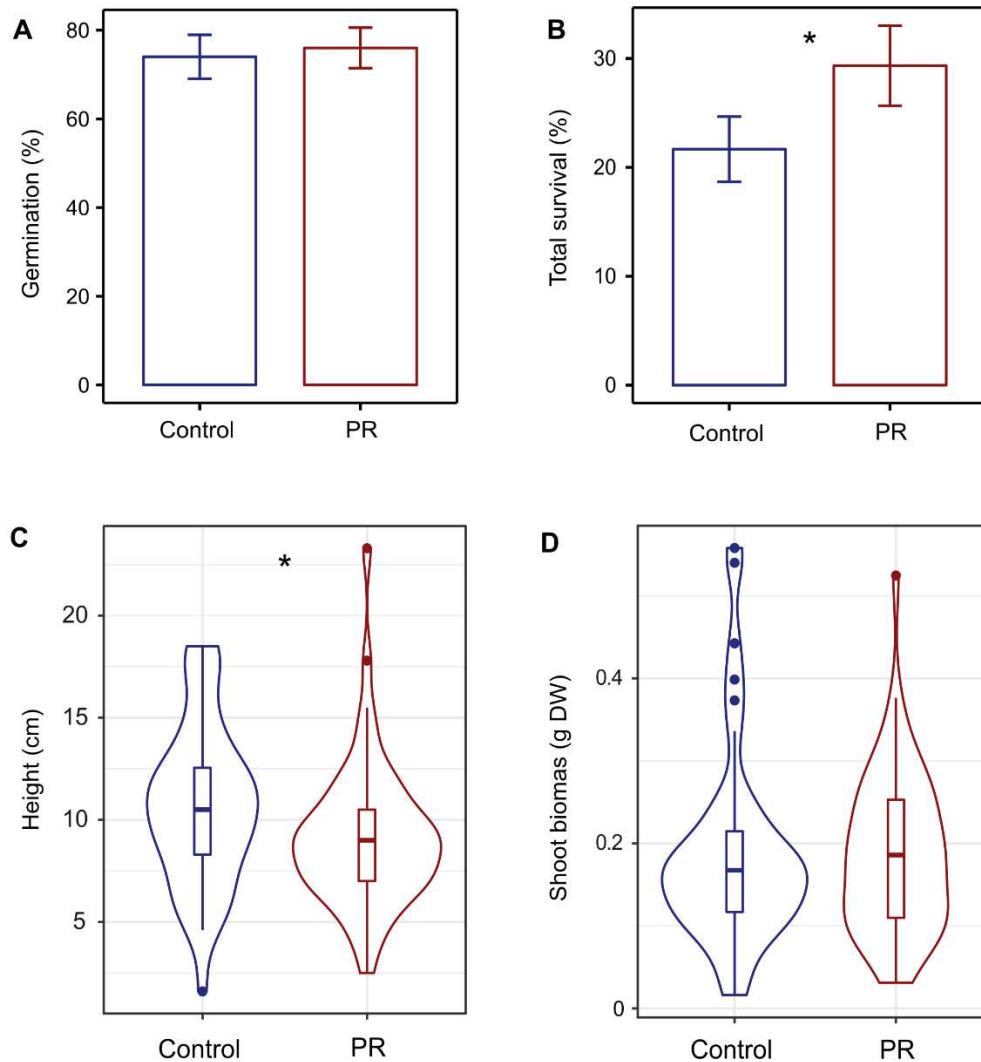 A
Germination (%)
80
60
40
20
0
Control
PR
B
Total survival (%)
*
30
20
10
0
Control
PR
C
Height (cm)
*
20
15
10
5
Control
PR
D
Shoot biomas (g DW)
0.4
0.2
0
Control
PR